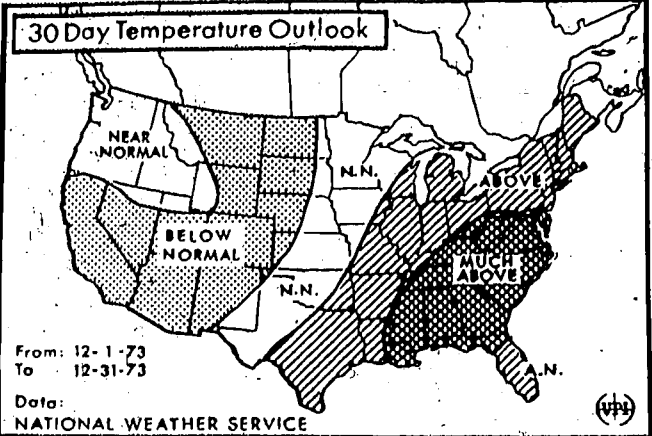 30 Day Temperature Outlook
NEAR
NORMAL
N.N.
ABOVE
BELOW
NORMAL
MUCH
ABOVE
N.N.
From: 12-1-73
To 12-31-73
A.N.
Data:
NATIONAL WEATHER SERVICE
UPI